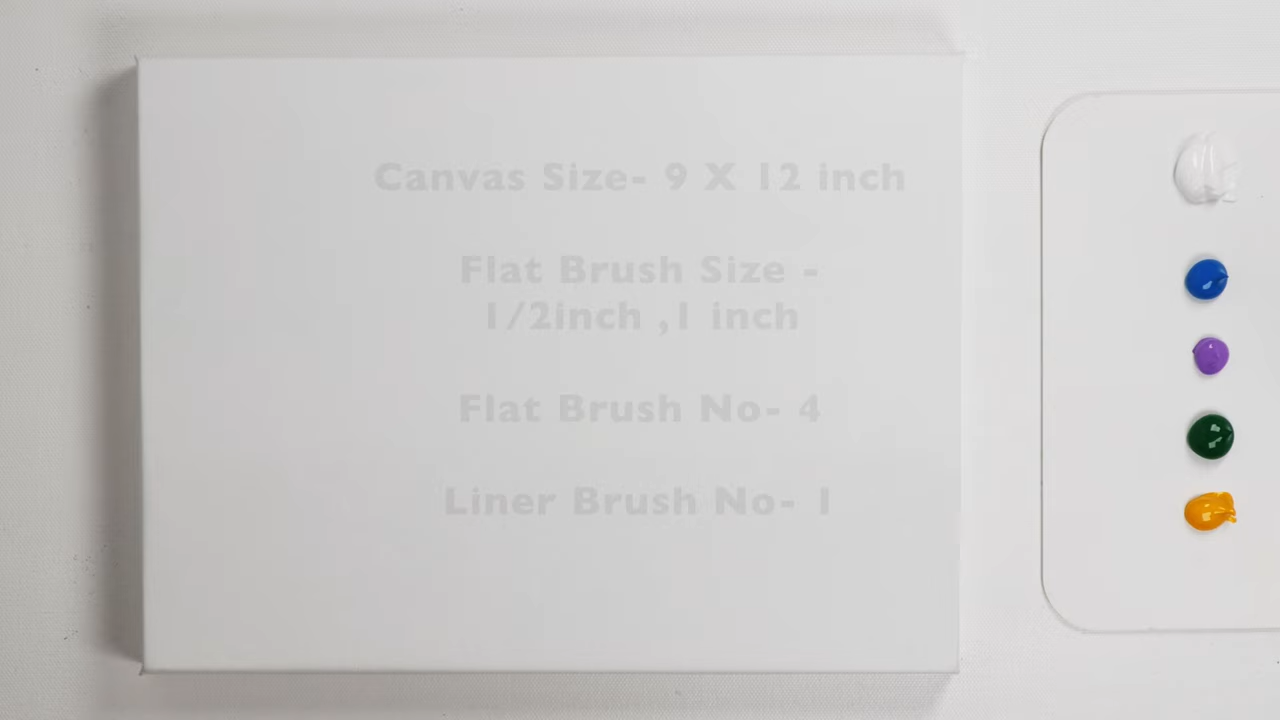 Canvas Size- 9 X 12 inch
Flat Brush Size -
1/2inch ,1 inch
Flat Brush No- 4
Liner Brush No- 1